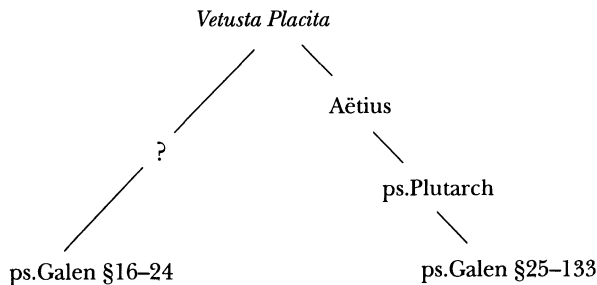 Vetusta Placita
Aëtius
?
ps.Plutarch
ps.Galen §16–24
ps.Galen §25–133